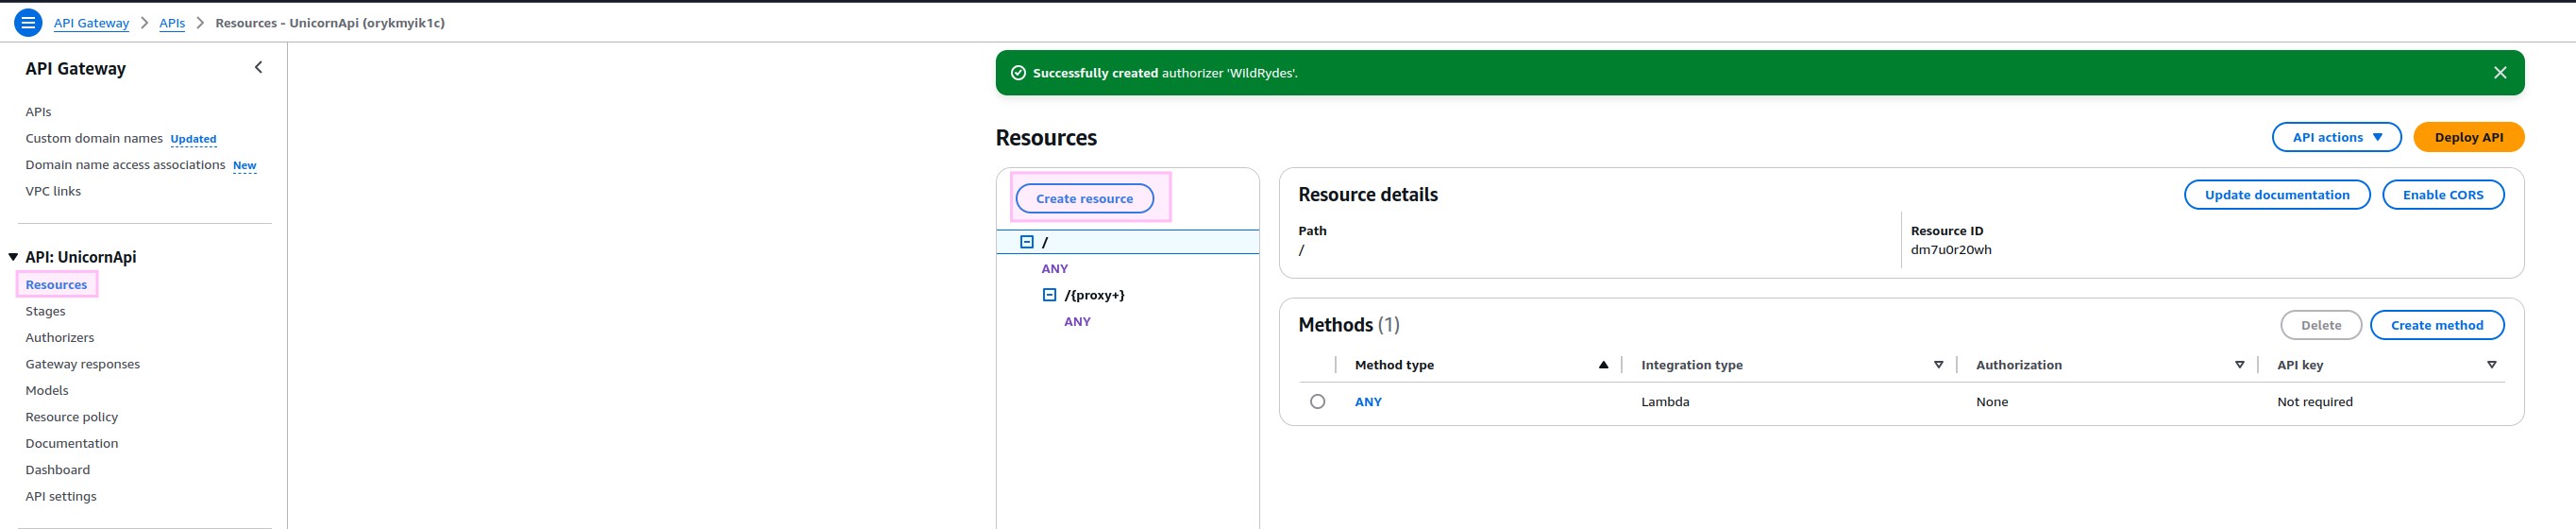 API Gateway > APIs > Resources - UnicornApi (orykmyik1c)
API Gateway
APIs
Custom domain names Updated
Domain name access associations New
VPC links
API: UnicornApi
Resources
Stages
Authorizers
Gateway responses
Models
Resource policy
Documentation
Dashboard
API settings
Successfully created authorizer 'WildRydes'.
Resources
API actions
Deploy API
Create resource
/
ANY
/{proxy+}
ANY
Resource details
Update documentation
Enable CORS
Path
/
Resource ID
dm7u0r20wh
Methods (1)
Delete
Create method
Method type Integration type Authorization API key
ANY Lambda None Not required